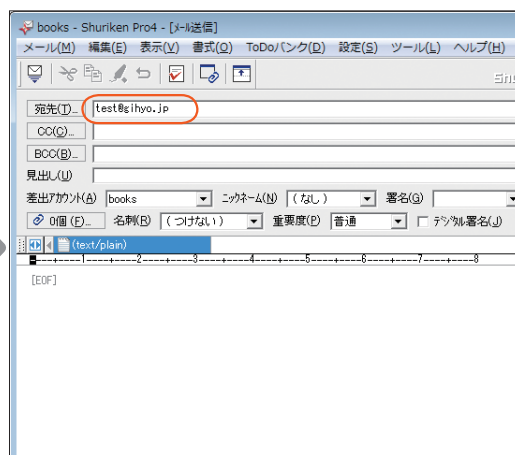 books - Shuriken Pro4 - [ﾒｰﾙ送信]
メール(M) 編集(E) 表示(V) 書式(O) ToDoバンク(D) 設定(S) ツール(L) ヘルプ(H)
宛先(T)... test@gihyo.jp
CC(C)...
BCC(B)...
見出し(U)
差出アカウント(A) books ニックネーム(N) (なし) 署名(G)
0個(F)... 名刺(R) (つけない) 重要度(P) 普通 デジタル署名(J)
(text/plain)
1 2 3 4 5 6 7 8
[EOF]